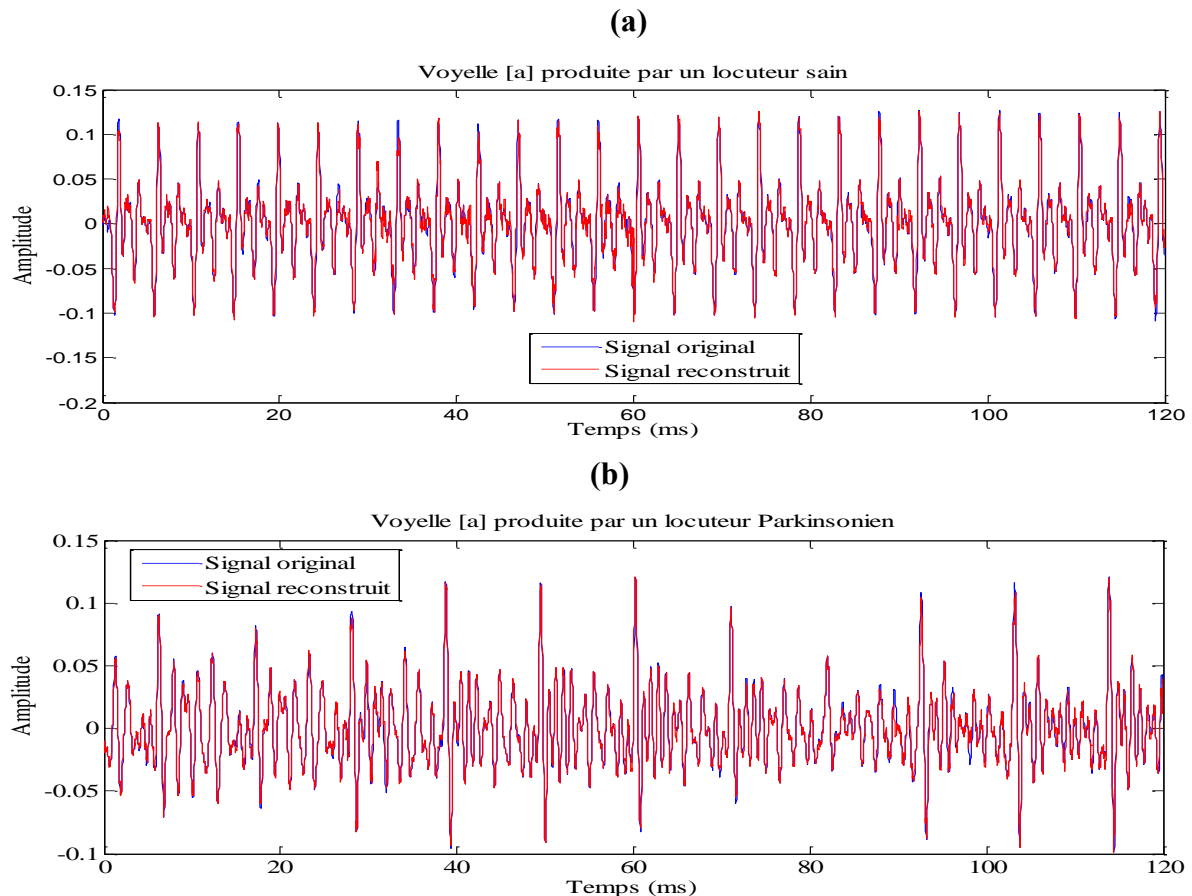 (a)
Voyelle [a] produite par un locuteur sain
0.15
0.1
0.05
0
-0.05
-0.1
-0.15
-0.2
Amplitude
Signal original
Signal reconstruit
0 20 40 60 80 100 120
Temps (ms)
(b)
Voyelle [a] produite par un locuteur Parkinsonien
0.15
0.1
0.05
0
-0.05
-0.1
Amplitude
Signal original
Signal reconstruit
0 20 40 60 80 100 120
Temps (ms)